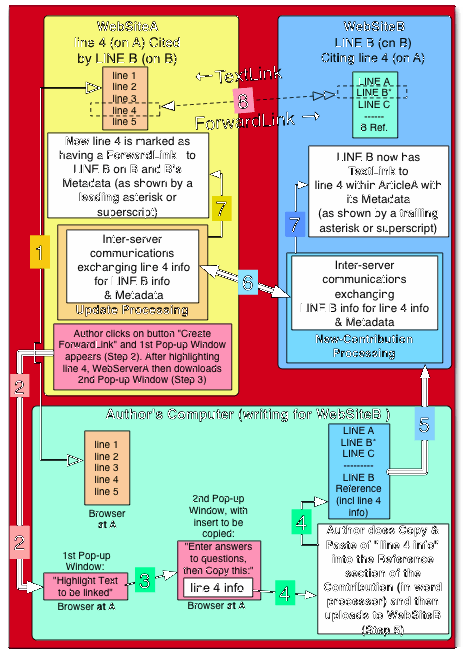 WebSiteA
line 4 (on A) Cited
by LINE B (on B)
line 1
line 2
line 3
line 4
line 5
Now line 4 is marked as
having a ForwardLink to
LINE B on B and B's
Metadata (as shown by a
leading asterisk or
superscript)
7
1
Inter-server
communications
exchanging line 4 info
for LINE B info
& Metadata
Update Processing
Author clicks on button "Create
ForwardLink" and 1st Pop-up Window
appears (Step 2). After highlighting
line 4, WebServerA then downloads
2nd Pop-up Window (Step 3)
2
TextLink
6
ForwardLink
WebSiteB
LINE B (on B)
Citing line 4 (on A)
LINE A
LINE B*
LINE C
------
B Ref.
LINE B now has
TextLink to
line 4 within ArticleA with
its Metadata
(as shown by a trailing
asterisk or superscript)
7
6
Inter-server
communications
exchanging
LINE B info for line 4 info
& Metadata
New-Contribution
Processing
5
Author's Computer (writing for WebSiteB )
line 1
line 2
line 3
line 4
line 5
Browser
at A
2
1st Pop-up
Window:
"Highlight Text
to be linked"
Browser at A
3
2nd Pop-up
Window, with
insert to be
copied:
"Enter answers
to questions,
then Copy this:"
line 4 info
Browser at A
4
4
LINE A
LINE B*
LINE C
---------
LINE B
Reference
(incl line 4
info)
Author does Copy &
Paste of "line 4 info"
into the Reference
section of the
Contribution (in word
processor) and then
uploads to WebSiteB
(Step 5)